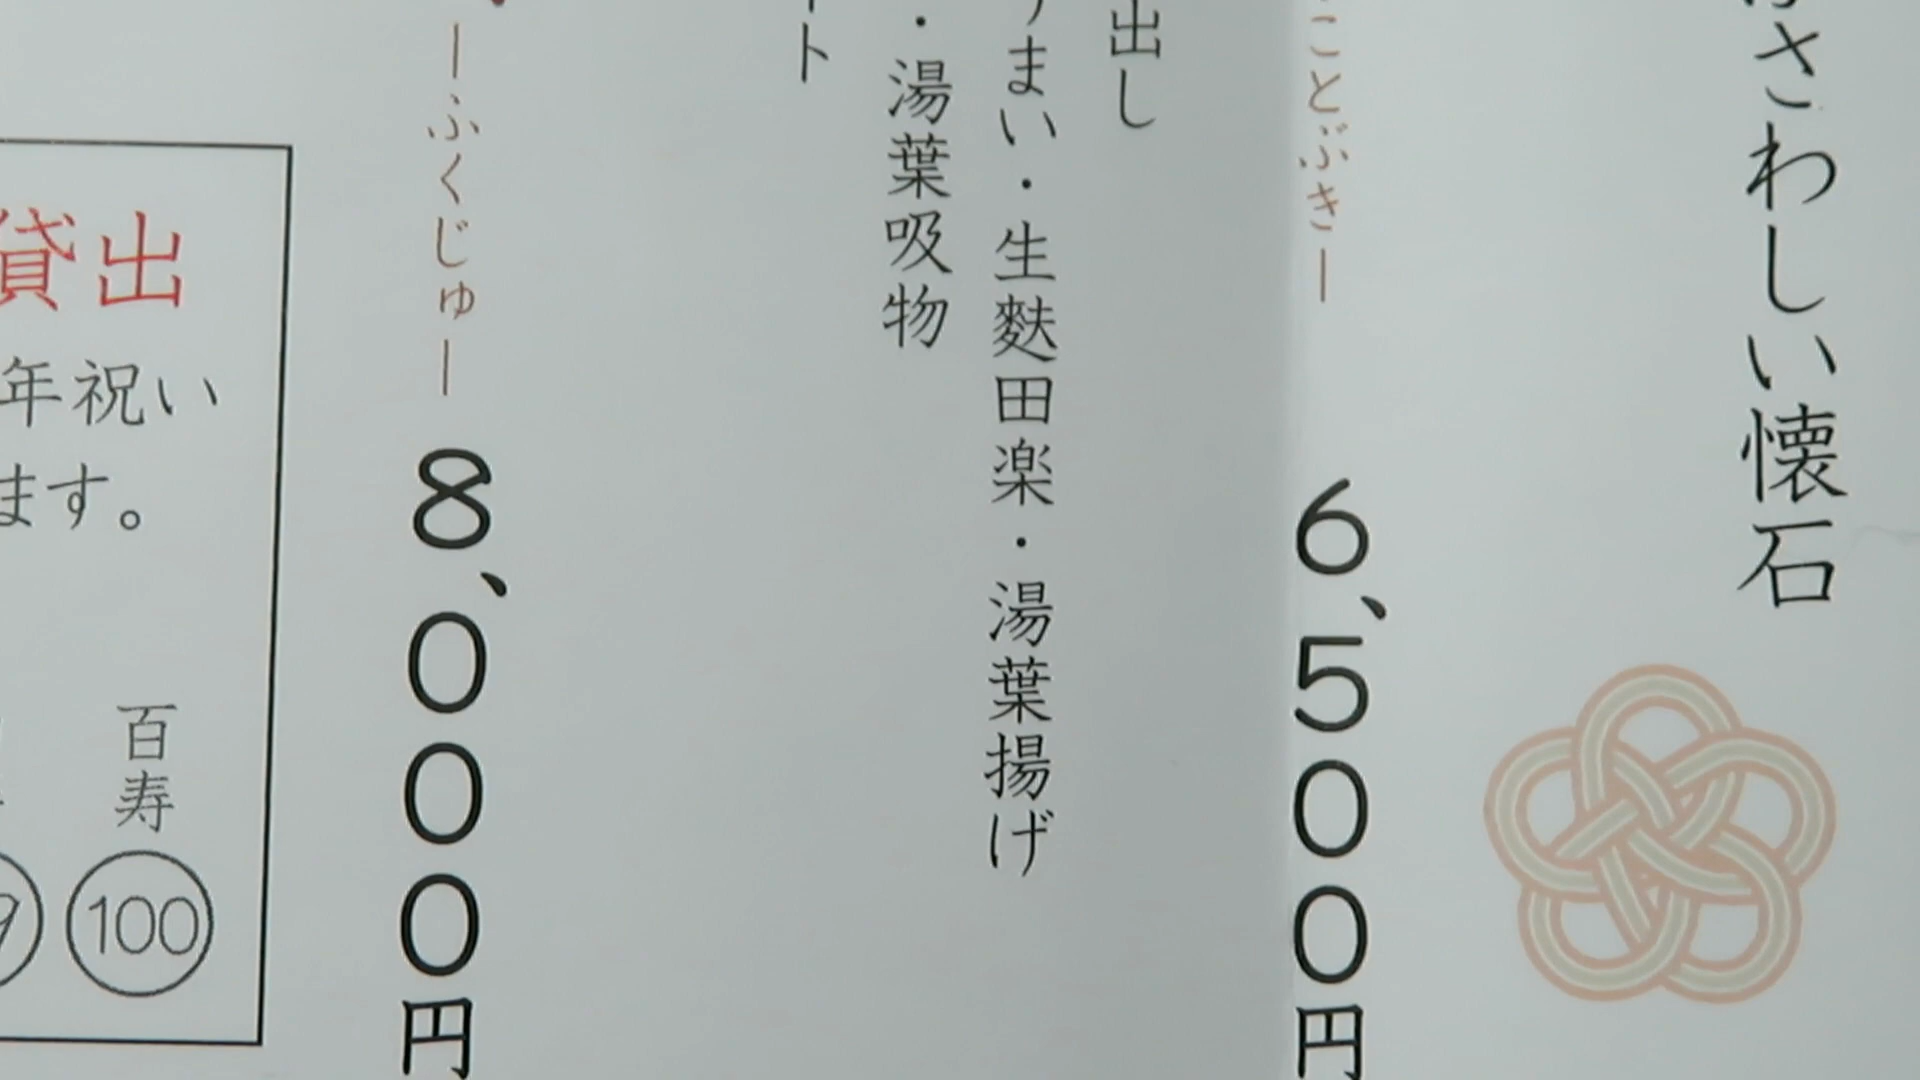 さわしい懐石
ことぶきー
6,500円
出し
まい・生麩田楽・湯葉揚げ
・湯葉吸物
ト
ーふくじゅー
8,000円
貸出
年祝い
ます。
百寿
100